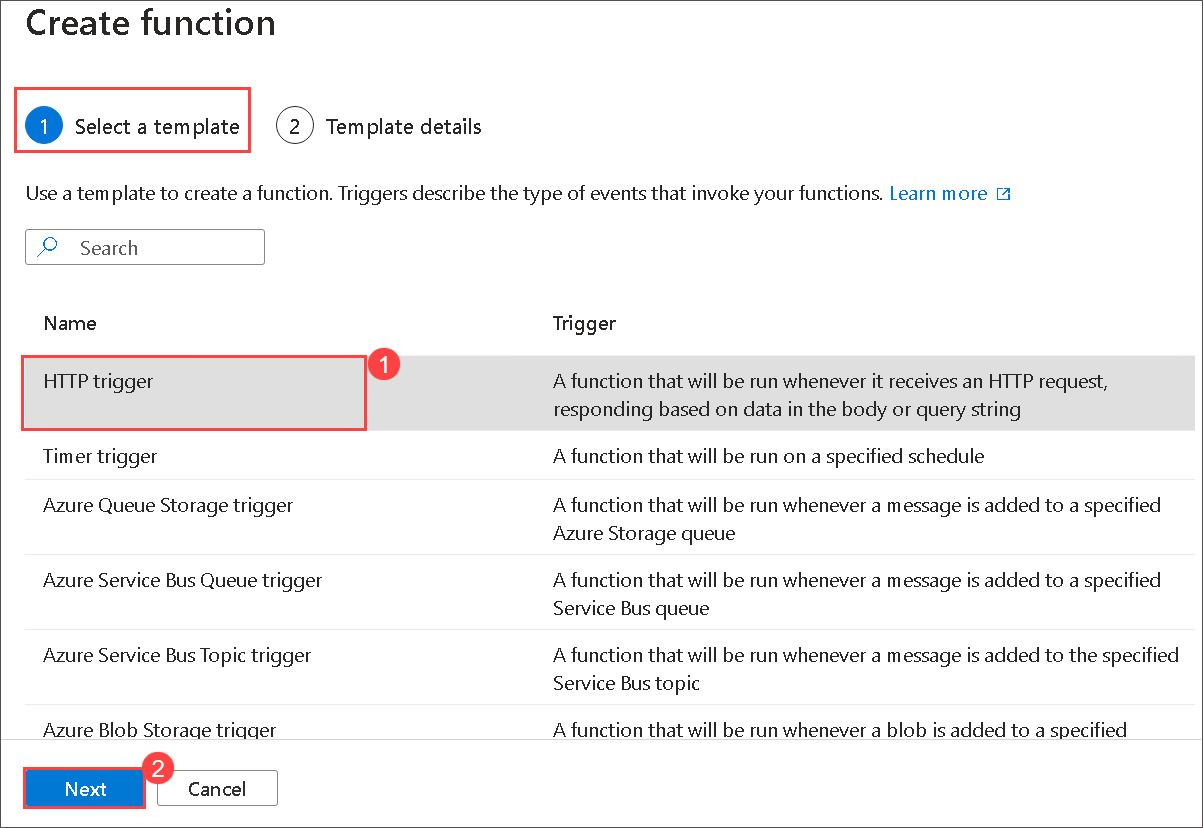 Create function
1 Select a template 2 Template details
Use a template to create a function. Triggers describe the type of events that invoke your functions. Learn more
Search
Name Trigger
HTTP trigger 1 A function that will be run whenever it receives an HTTP request,
responding based on data in the body or query string
Timer trigger A function that will be run on a specified schedule
Azure Queue Storage trigger A function that will be run whenever a message is added to a specified
Azure Storage queue
Azure Service Bus Queue trigger A function that will be run whenever a message is added to a specified
Service Bus queue
Azure Service Bus Topic trigger A function that will be run whenever a message is added to the specified
Service Bus topic
Azure Blob Storage trigger A function that will be run whenever a blob is added to a specified
Next 2 Cancel